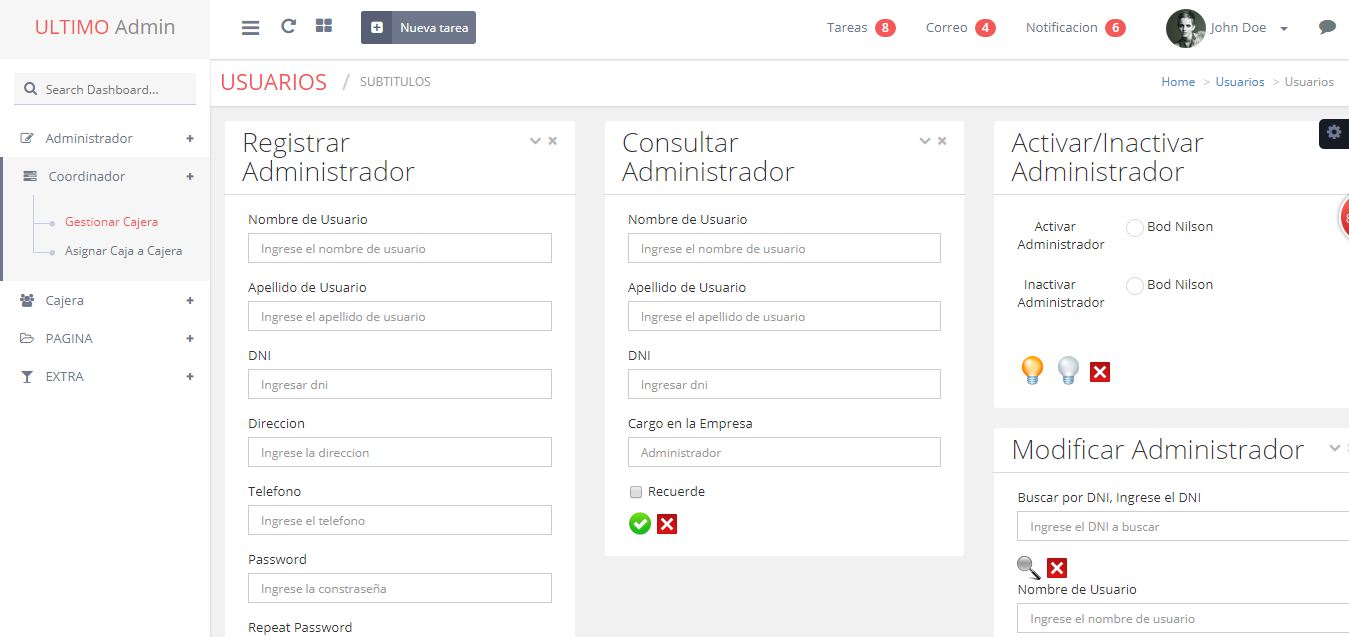 ULTIMO Admin
Nueva tarea
Tareas 8
Correo 4
Notificacion 6
John Doe
Search Dashboard...
USUARIOS / SUBTITULOS
Home > Usuarios > Usuarios
Administrador +
Coordinador +
Gestionar Cajera
Asignar Caja a Cajera
Cajera +
PAGINA +
EXTRA +
Registrar
Administrador
Nombre de Usuario
Ingrese el nombre de usuario
Apellido de Usuario
Ingrese el apellido de usuario
DNI
Ingresar dni
Direccion
Ingrese la direccion
Telefono
Ingrese el telefono
Password
Ingrese la constraseña
Repeat Password
Consultar
Administrador
Nombre de Usuario
Ingrese el nombre de usuario
Apellido de Usuario
Ingrese el apellido de usuario
DNI
Ingresar dni
Cargo en la Empresa
Administrador
Recuerde
Activar/Inactivar
Administrador
Activar
Administrador
Bod Nilson
Inactivar
Administrador
Bod Nilson
Modificar Administrador
Buscar por DNI, Ingrese el DNI
Ingrese el DNI a buscar
Nombre de Usuario
Ingrese el nombre de usuario